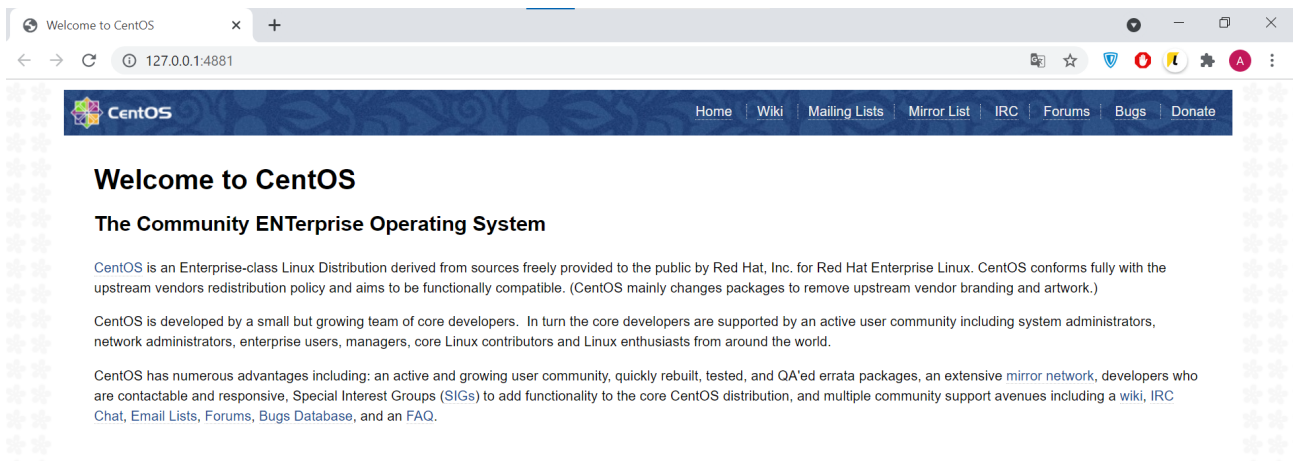 Welcome to CentOS
127.0.0.1:4881
A
CentOS
Home Wiki Mailing Lists Mirror List IRC Forums Bugs Donate
Welcome to CentOS
The Community ENTerprise Operating System
CentOS is an Enterprise-class Linux Distribution derived from sources freely provided to the public by Red Hat, Inc. for Red Hat Enterprise Linux. CentOS conforms fully with the
upstream vendors redistribution policy and aims to be functionally compatible. (CentOS mainly changes packages to remove upstream vendor branding and artwork.)
CentOS is developed by a small but growing team of core developers.  In turn the core developers are supported by an active user community including system administrators,
network administrators, enterprise users, managers, core Linux contributors and Linux enthusiasts from around the world.
CentOS has numerous advantages including: an active and growing user community, quickly rebuilt, tested, and QA'ed errata packages, an extensive mirror network, developers who
are contactable and responsive, Special Interest Groups (SIGs) to add functionality to the core CentOS distribution, and multiple community support avenues including a wiki, IRC
Chat, Email Lists, Forums, Bugs Database, and an FAQ.